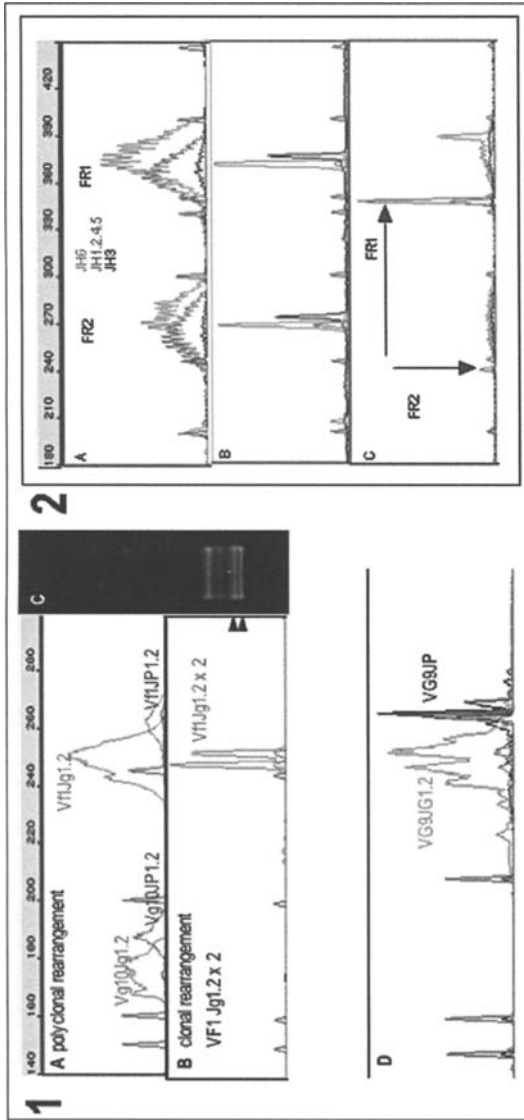 1
140 160 180 200 220 240 260 280
A polyclonal rearrangement
Vf1Jg1.2
Vg10Jg1.2
Vg10JP1.2
Vf1JP1.2
B clonal rearrangement
VF1 Jg1.2 x 2
Vf1Jg1.2 x 2
C
D
VG9JG1.2
VG9JP
2
180 210 240 270 300 330 360 390 420
A
FR2
JH6
JH1.2.4.5
JH3
FR1
B
C
FR2
FR1